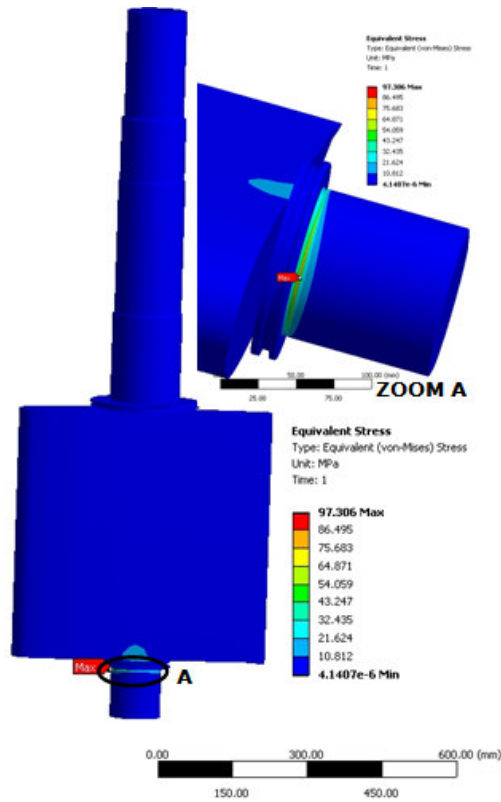 Equivalent Stress
Type: Equivalent (von-Mises) Stress
Unit: MPa
Time: 1
97.306 Max
86.495
75.683
64.871
54.059
43.247
32.435
21.624
10.812
4.1407e-6 Min
Max
50.00
100.00 (mm)
25.00
75.00
ZOOM A
Equivalent Stress
Type: Equivalent (von-Mises) Stress
Unit: MPa
Time: 1
97.306 Max
86.495
75.683
64.871
54.059
43.247
32.435
21.624
10.812
4.1407e-6 Min
Max
A
0.00 300.00 600.00 (mm)
150.00 450.00